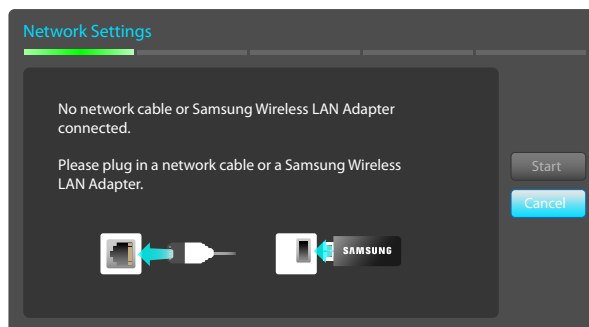 Network Settings
No network cable or Samsung Wireless LAN Adapter
connected.
Please plug in a network cable or a Samsung Wireless
LAN Adapter.
Start
Cancel
SAMSUNG